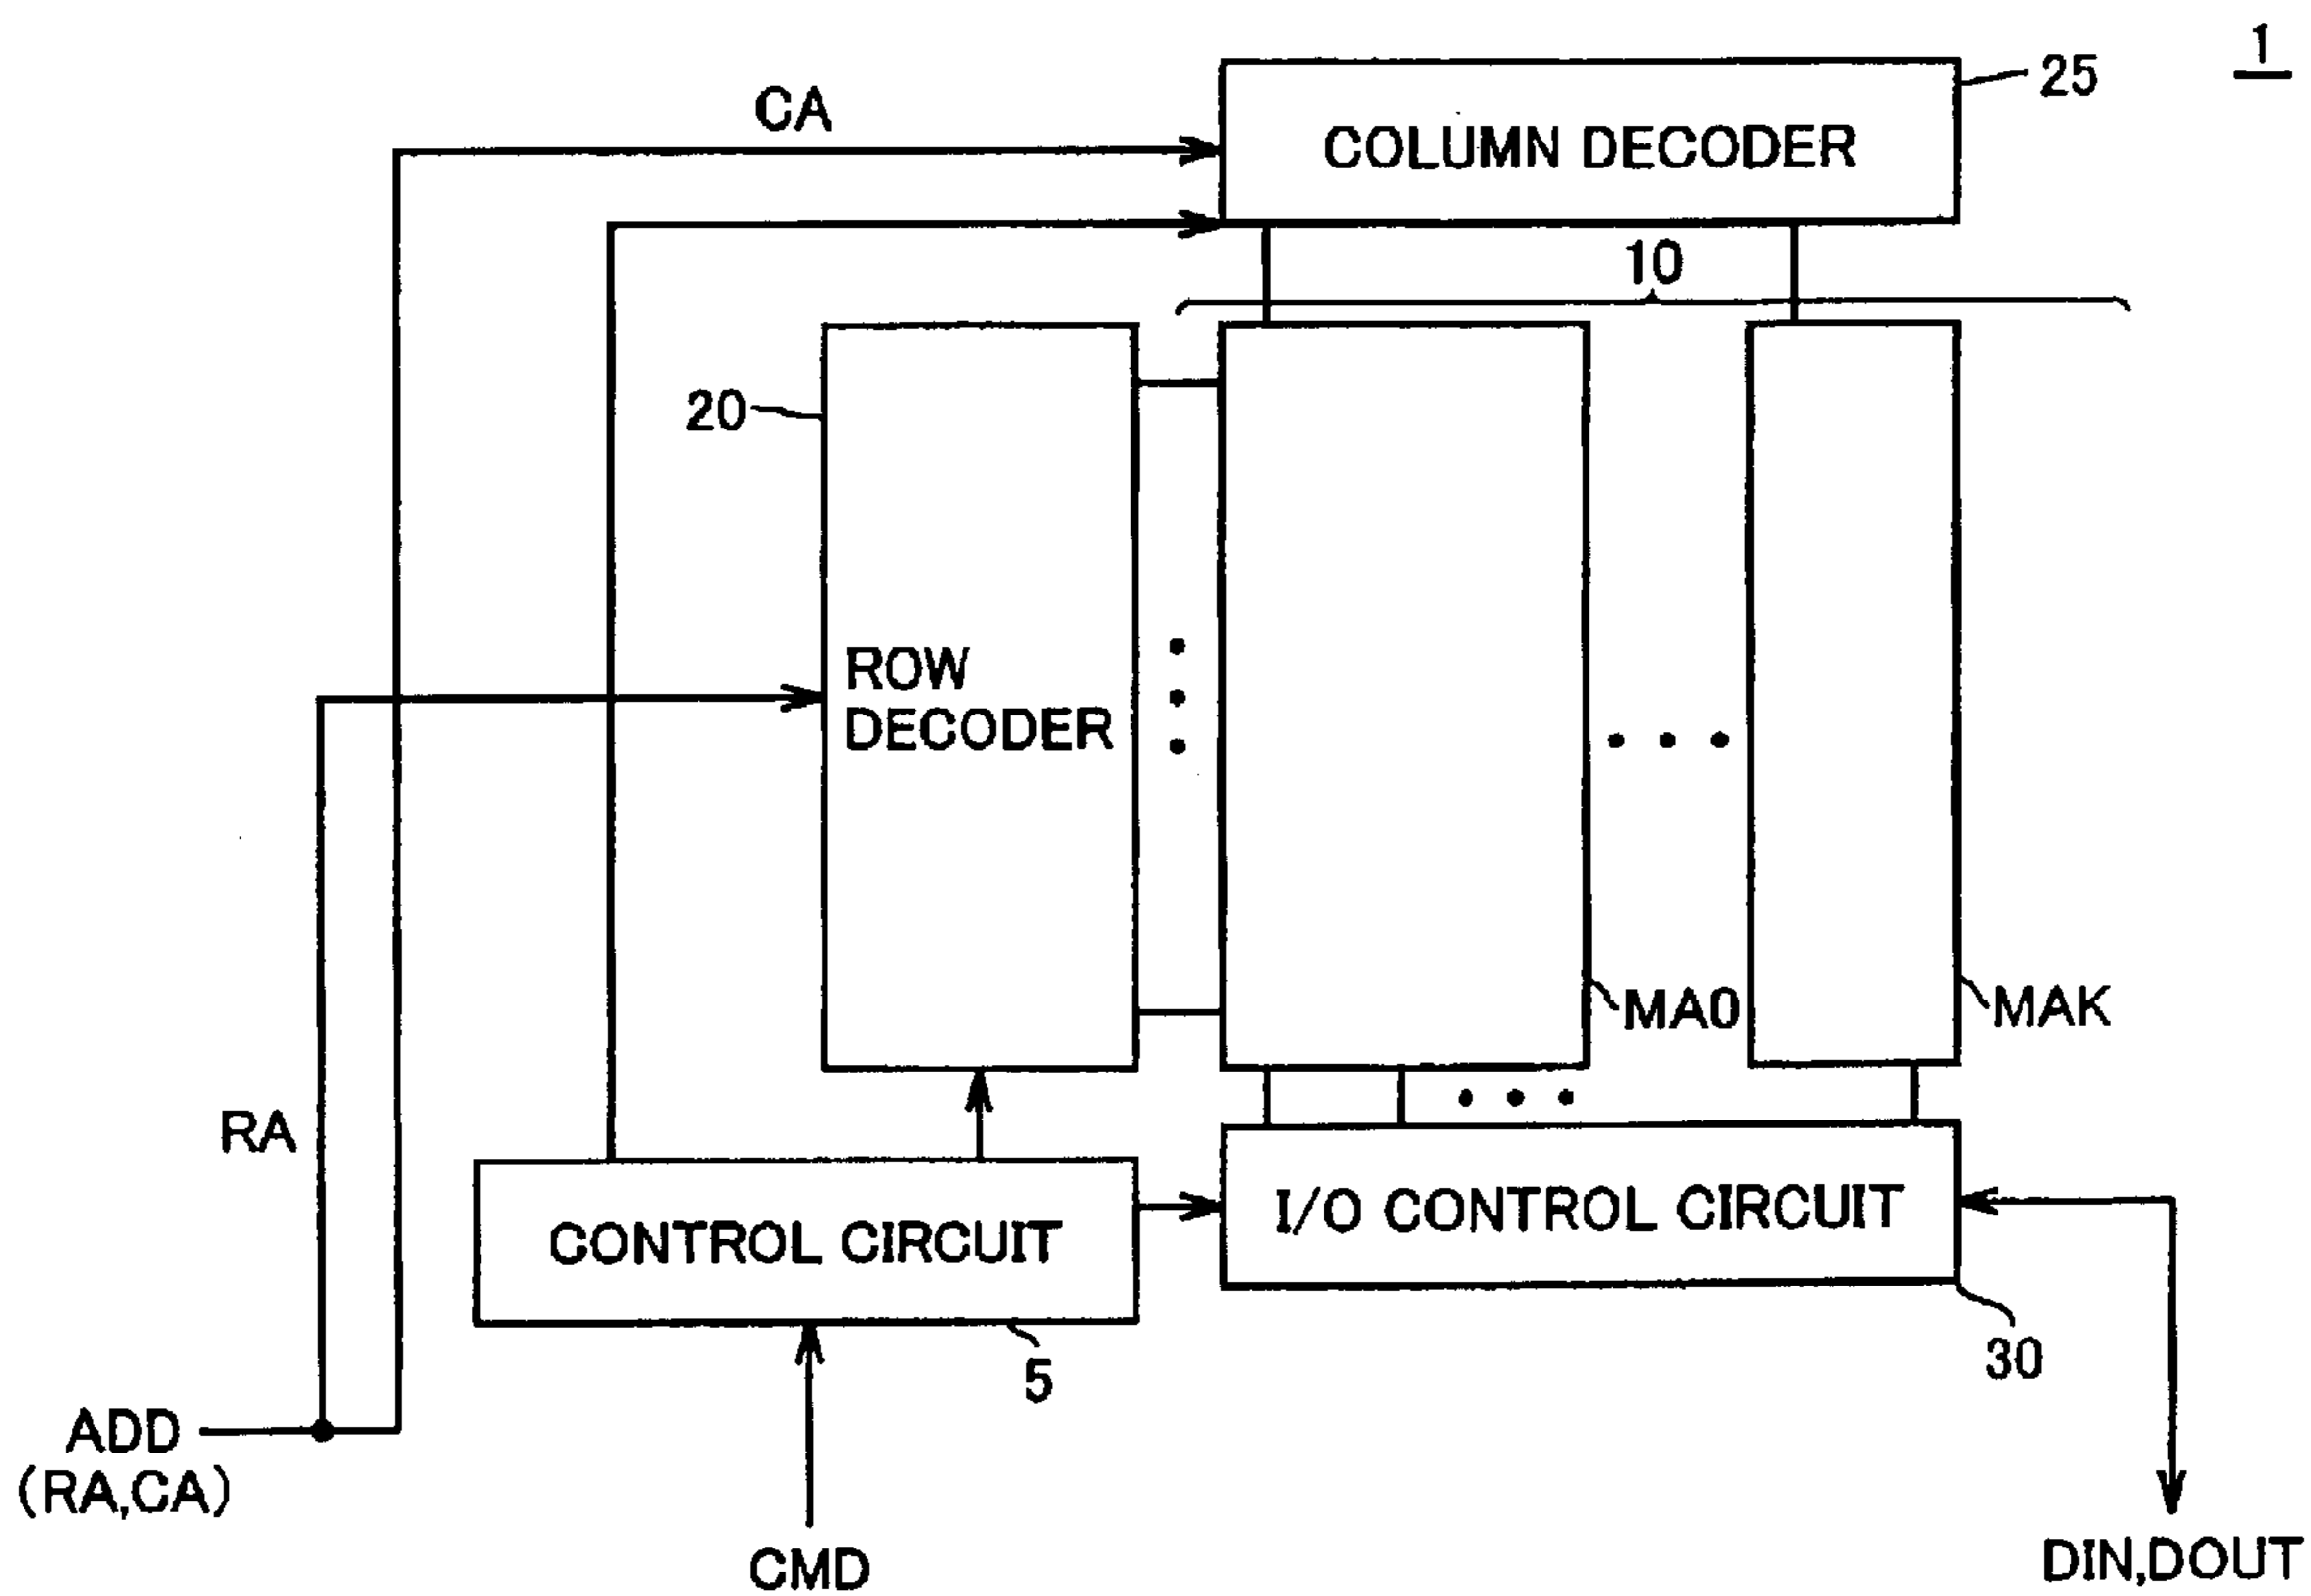 1
25
CA
COLUMN DECODER
10
20
ROW
DECODER
MA0
MAK
RA
CONTROL CIRCUIT
I/O CONTROL CIRCUIT
5
30
ADD
(RA,CA)
CMD
DIN,DOUT